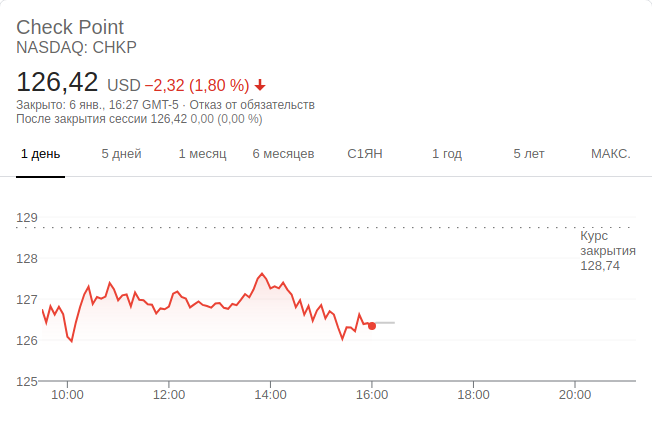 Check Point
NASDAQ: CHKP
126,42 USD −2,32 (1,80 %)
Закрыто: 6 янв., 16:27 GMT-5 · Отказ от обязательств
После закрытия сессии 126,42 0,00 (0,00 %)
1 день 5 дней 1 месяц 6 месяцев С1ЯН 1 год 5 лет МАКС.
129
Курс
закрытия
128,74
128
127
126
125
10:00 12:00 14:00 16:00 18:00 20:00